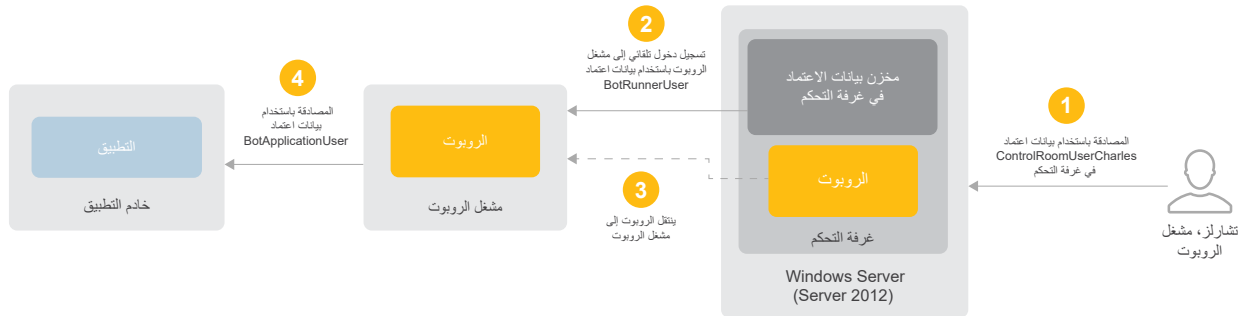 1
المصادقة باستخدام بيانات اعتماد
ControlRoomUserCharles
في غرفة التحكم
تشارلز، مشغل
الروبوت
2
تسجيل دخول تلقائي إلى مشغل
الروبوت باستخدام بيانات اعتماد
BotRunnerUser
مخزن بيانات الاعتماد
في غرفة التحكم
الروبوت
غرفة التحكم
Windows Server
(Server 2012)
3
ينتقل الروبوت إلى
مشغل الروبوت
الروبوت
مشغل الروبوت
4
المصادقة باستخدام
بيانات اعتماد
BotApplicationUser
التطبيق
خادم التطبيق